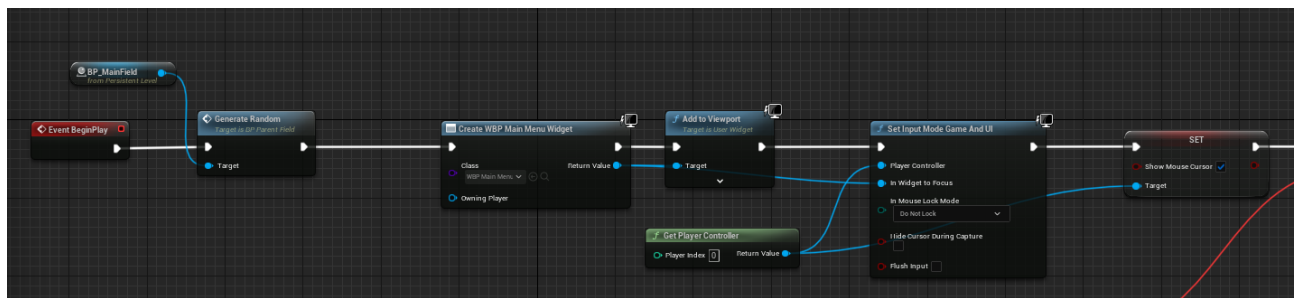 BP_MainField
from Persistent Level
Event BeginPlay
Generate Random
Target is BP Parent Field
Target
Create WBP Main Menu Widget
Class
WBP Main Menu
Owning Player
Return Value
Add to Viewport
Target is User Widget
Target
Get Player Controller
Player Index 0
Return Value
Set Input Mode Game And UI
Player Controller
In Widget to Focus
In Mouse Lock Mode
Do Not Lock
Hide Cursor During Capture
Flush Input
SET
Show Mouse Cursor
Target